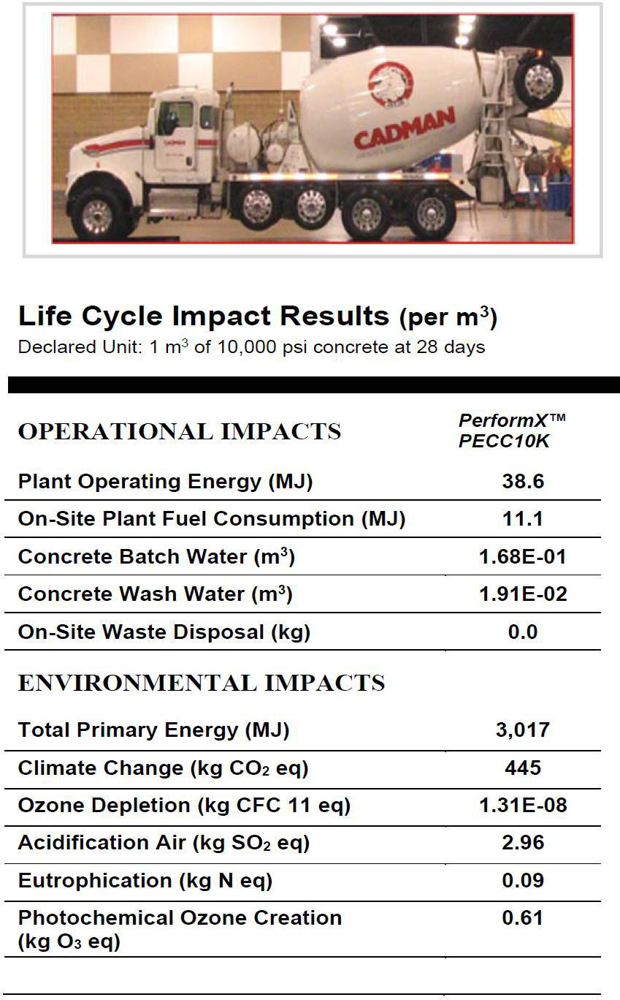 CADMAN
CADMAN
Life Cycle Impact Results (per m³)
Declared Unit: 1 m³ of 10,000 psi concrete at 28 days
OPERATIONAL IMPACTS
PerformX™
PECC10K
Plant Operating Energy (MJ) 38.6
On-Site Plant Fuel Consumption (MJ) 11.1
Concrete Batch Water (m³) 1.68E-01
Concrete Wash Water (m³) 1.91E-02
On-Site Waste Disposal (kg) 0.0
ENVIRONMENTAL IMPACTS
Total Primary Energy (MJ) 3,017
Climate Change (kg CO₂ eq) 445
Ozone Depletion (kg CFC 11 eq) 1.31E-08
Acidification Air (kg SO₂ eq) 2.96
Eutrophication (kg N eq) 0.09
Photochemical Ozone Creation 0.61
(kg O₃ eq)